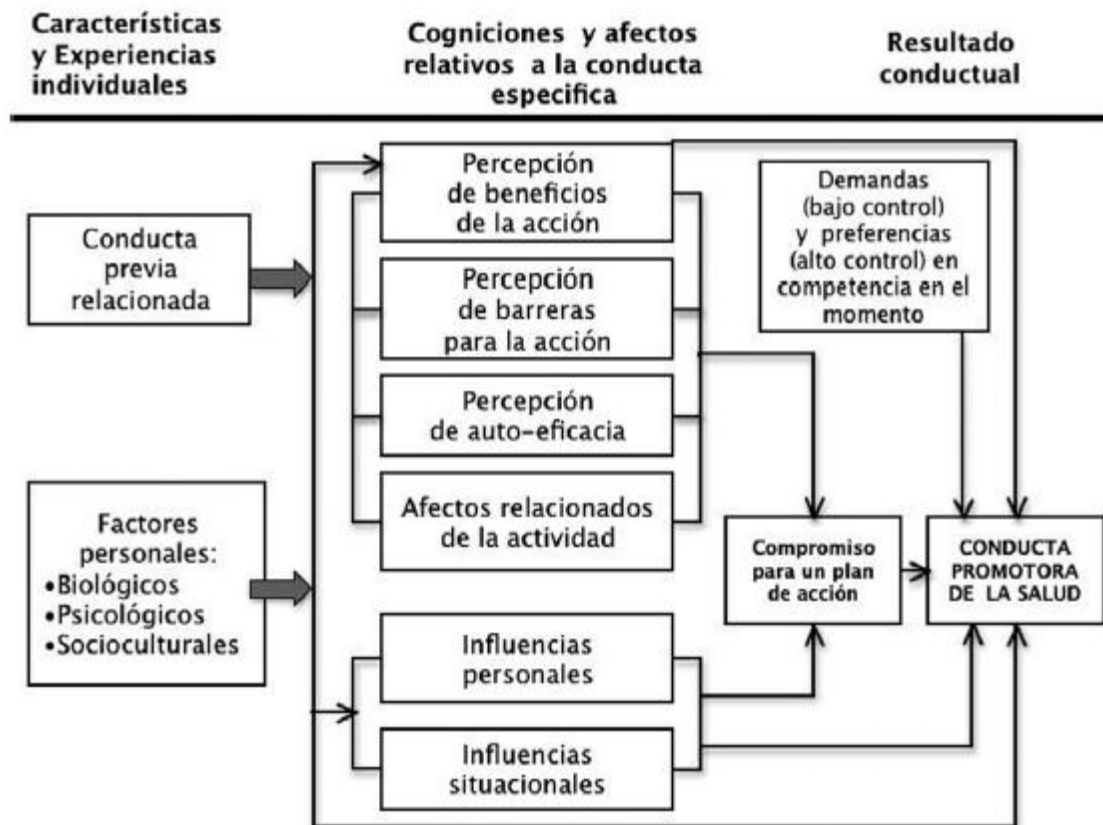 Características
y Experiencias
individuales
Cogniciones y afectos
relativos a la conducta
especifica
Resultado
conductual
Conducta
previa
relacionada
Factores
personales:
•Biológicos
•Psicológicos
•Socioculturales
Percepción
de beneficios
de la acción
Percepción
de barreras
para la acción
Percepción
de auto-eficacia
Afectos relacionados
de la actividad
Influencias
personales
Influencias
situacionales
Demandas
(bajo control)
y preferencias
(alto control) en
competencia en el
momento
Compromiso
para un plan
de acción
CONDUCTA
PROMOTORA
DE LA SALUD